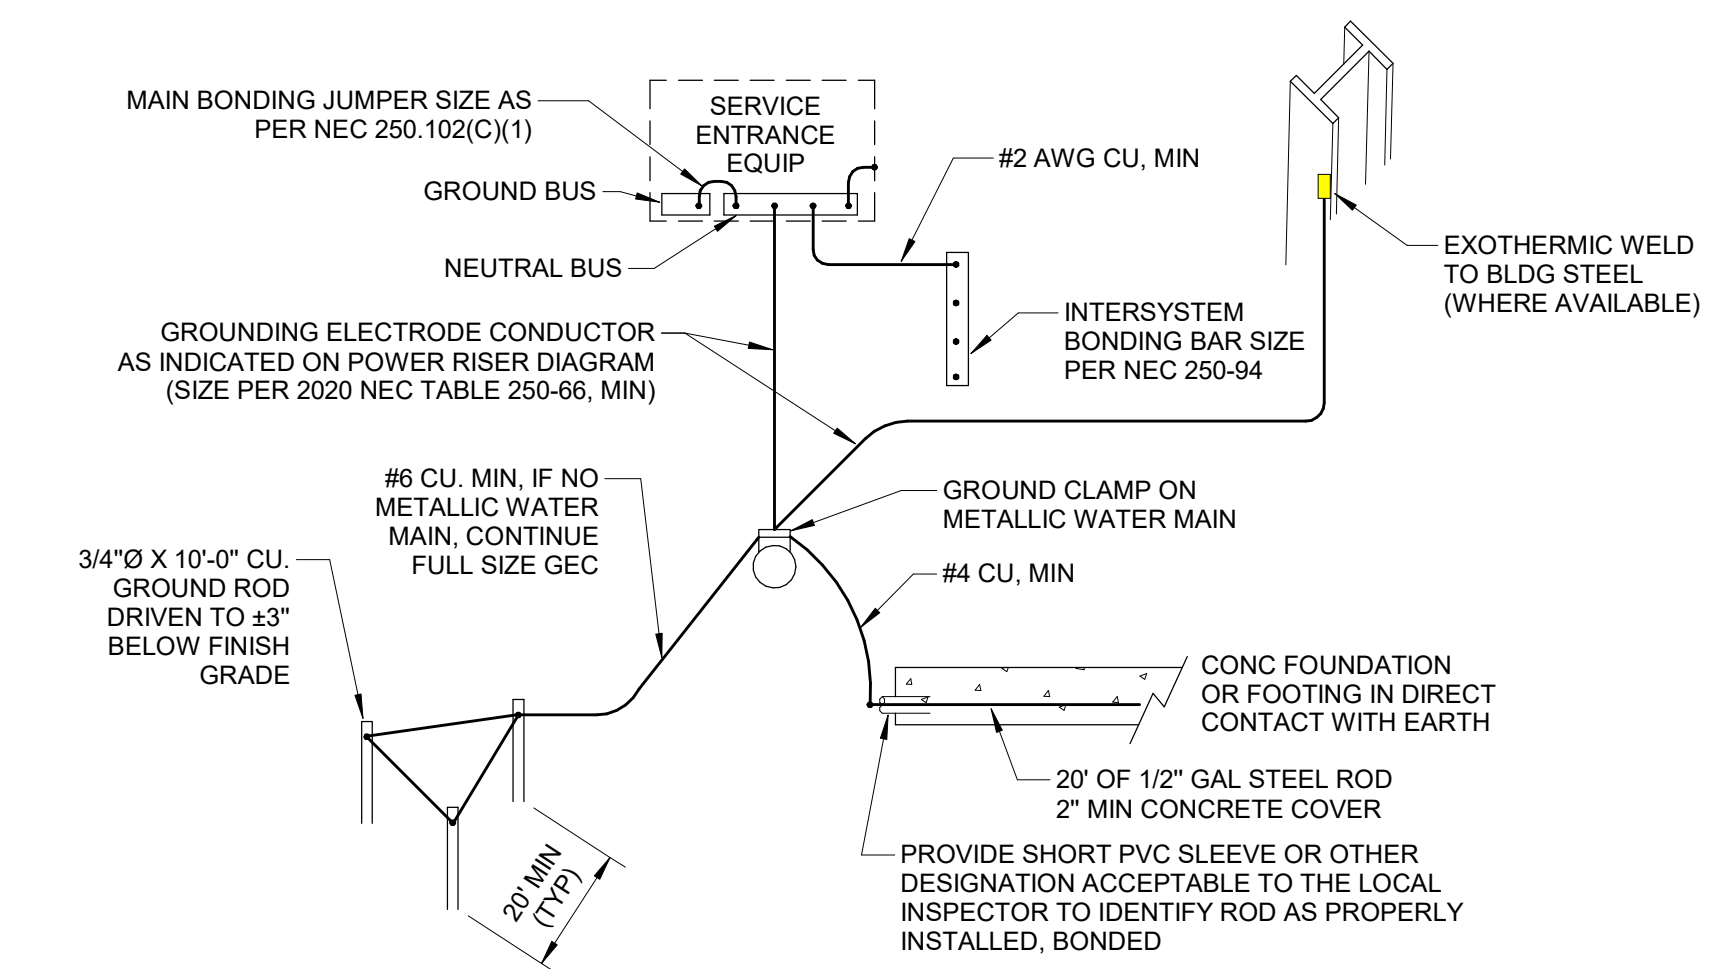 MAIN BONDING JUMPER SIZE AS
PER NEC 250.102(C)(1)
SERVICE
ENTRANCE
EQUIP
#2 AWG CU, MIN
GROUND BUS
NEUTRAL BUS
EXOTHERMIC WELD
TO BLDG STEEL
(WHERE AVAILABLE)
INTERSYSTEM
BONDING BAR SIZE
PER NEC 250-94
GROUNDING ELECTRODE CONDUCTOR
AS INDICATED ON POWER RISER DIAGRAM
(SIZE PER 2020 NEC TABLE 250-66, MIN)
#6 CU. MIN, IF NO
METALLIC WATER
MAIN, CONTINUE
FULL SIZE GEC
GROUND CLAMP ON
METALLIC WATER MAIN
3/4"Ø X 10'-0" CU.
GROUND ROD
DRIVEN TO ±3"
BELOW FINISH
GRADE
#4 CU, MIN
CONC FOUNDATION
OR FOOTING IN DIRECT
CONTACT WITH EARTH
20' OF 1/2" GAL STEEL ROD
2" MIN CONCRETE COVER
20' MIN
(TYP)
PROVIDE SHORT PVC SLEEVE OR OTHER
DESIGNATION ACCEPTABLE TO THE LOCAL
INSPECTOR TO IDENTIFY ROD AS PROPERLY
INSTALLED, BONDED